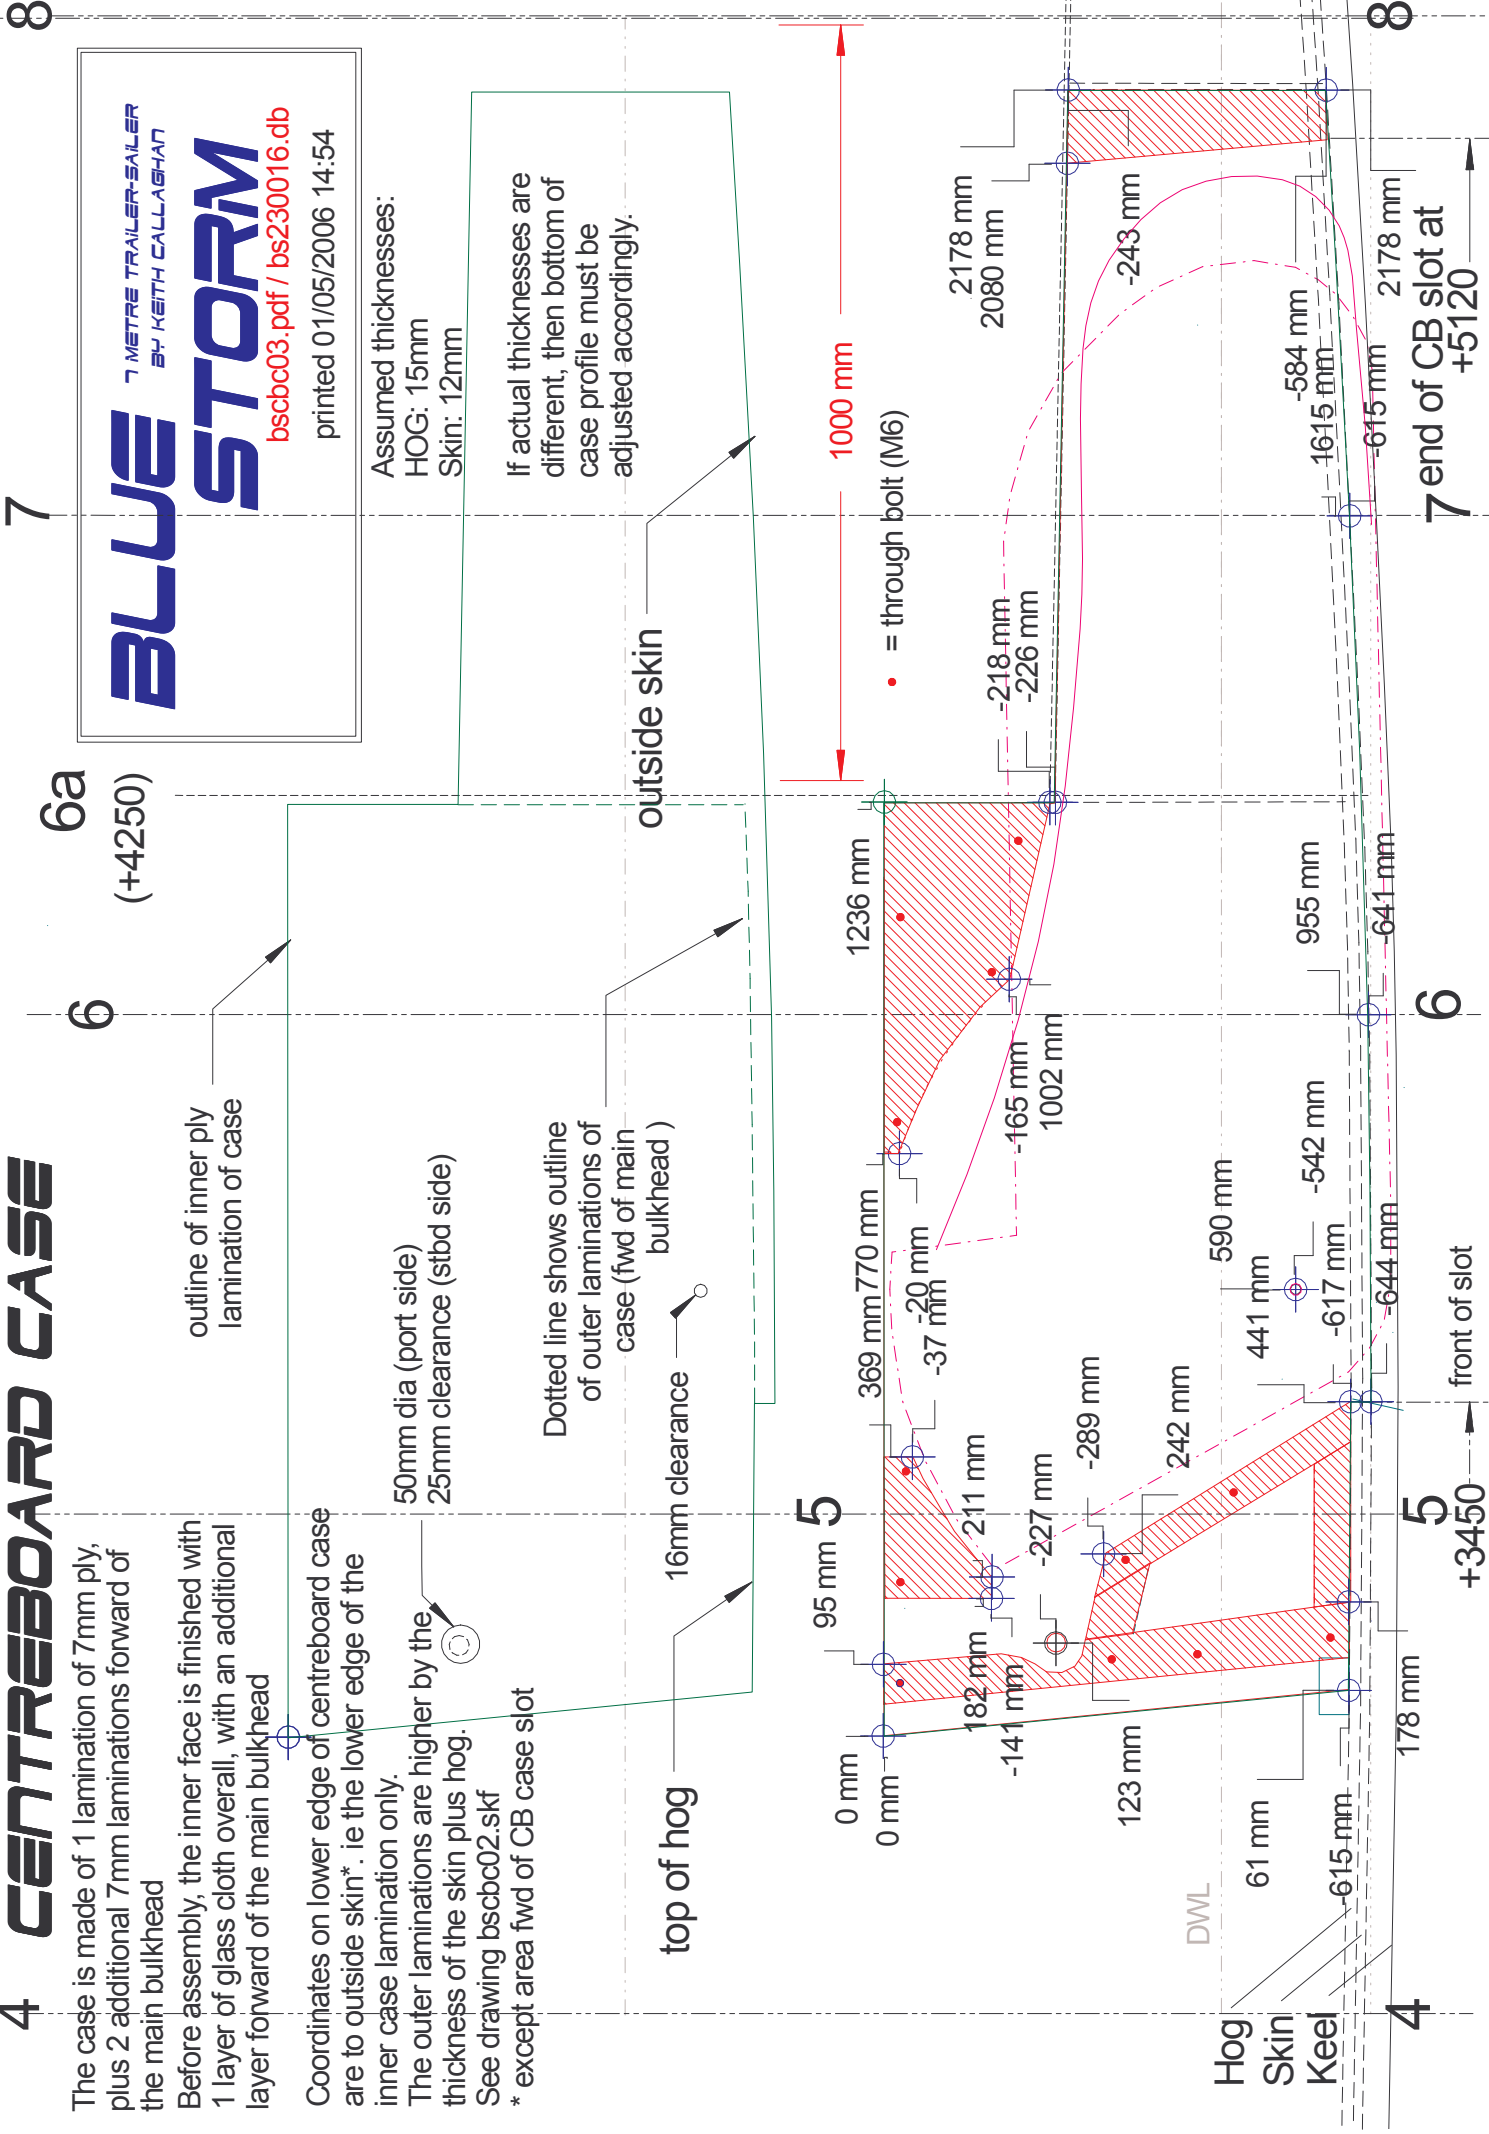 CENTREBOARD CASE
The case is made of 1 lamination of 7mm ply,
plus 2 additional 7mm laminations forward of
the main bulkhead
Before assembly, the inner face is finished with
1 layer of glass cloth overall, with an additional
layer forward of the main bulkhead
Coordinates on lower edge of centreboard case
are to outside skin*. ie the lower edge of the
inner case lamination only.
The outer laminations are higher by the
thickness of the skin plus hog.
See drawing bscbc02.skf
* except area fwd of CB case slot
4
6
6a
(+4250)
7
8
BLUE
7 METRE TRAILER-SAILER
BY KEITH CALLAGHAN
STORM
bscbc03.pdf / bs230016.db
printed 01/05/2006 14:54
Assumed thicknesses:
HOG: 15mm
Skin: 12mm
If actual thicknesses are
different, then bottom of
case profile must be
adjusted accordingly.
outline of inner ply
lamination of case
50mm dia (port side)
25mm clearance (stbd side)
Dotted line shows outline
of outer laminations of
case (fwd of main
bulkhead )
16mm clearance
top of hog
outside skin
1000 mm
= through bolt (M6)
5
0 mm
0 mm
95 mm
369 mm
770 mm
1236 mm
-20 mm
-37 mm
182 mm
-141 mm
211 mm
-227 mm
-289 mm
242 mm
123 mm
-165 mm
1002 mm
-218 mm
-226 mm
2178 mm
2080 mm
-243 mm
-584 mm
1615 mm
-615 mm
2178 mm
955 mm
-641 mm
590 mm
-542 mm
441 mm
-617 mm
-644 mm
61 mm
-615 mm
178 mm
DWL
Hog
Skin
Keel
4
5
+3450
front of slot
6
7
end of CB slot at
+5120
8